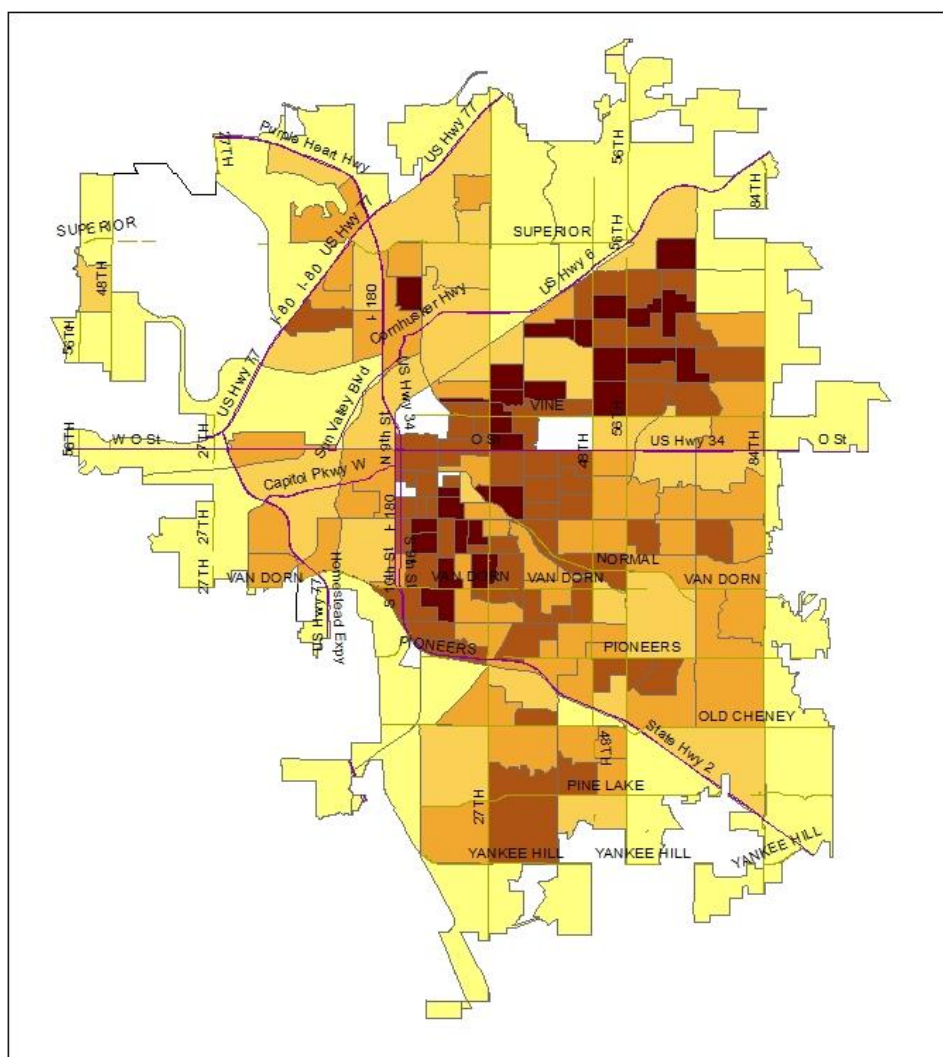 56TH
US Hwy 77
Purple Heart Hwy
27TH
84TH
SUPERIOR
US Hwy 77
SUPERIOR
56TH
48TH
US Hwy 6
I-80
I-80
I-180
Cornhusker Hwy
56TH
US Hwy 77
Sun Valley Blvd
US Hwy 34
VINE
56TH
W O St
56TH
27TH
N 9th St
O St
48TH
US Hwy 34
84TH
O St
Capitol Pkwy W
I-180
27TH
S 9th St
NORMAL
27TH
VAN DORN
S 10th St
VAN DORN
VAN DORN
VAN DORN
US Hwy 77
Homestead Expy
PIONEERS
PIONEERS
OLD CHENEY
State Hwy 2
48TH
PINE LAKE
27TH
YANKEE HILL
YANKEE HILL
YANKEE HILL